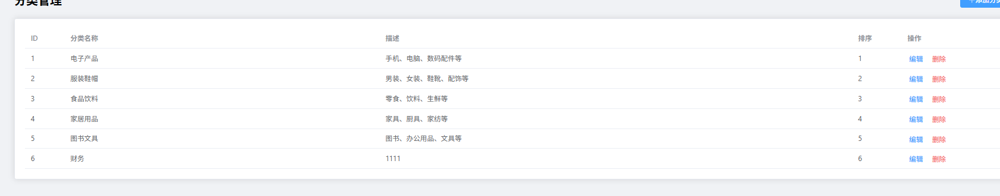 分类管理
＋添加分类
ID 分类名称 描述 排序 操作
1 电子产品 手机、电脑、数码配件等 1 编辑 删除
2 服装鞋帽 男装、女装、鞋靴、配饰等 2 编辑 删除
3 食品饮料 零食、饮料、生鲜等 3 编辑 删除
4 家居用品 家具、厨具、家纺等 4 编辑 删除
5 图书文具 图书、办公用品、文具等 5 编辑 删除
6 财务 1111 6 编辑 删除